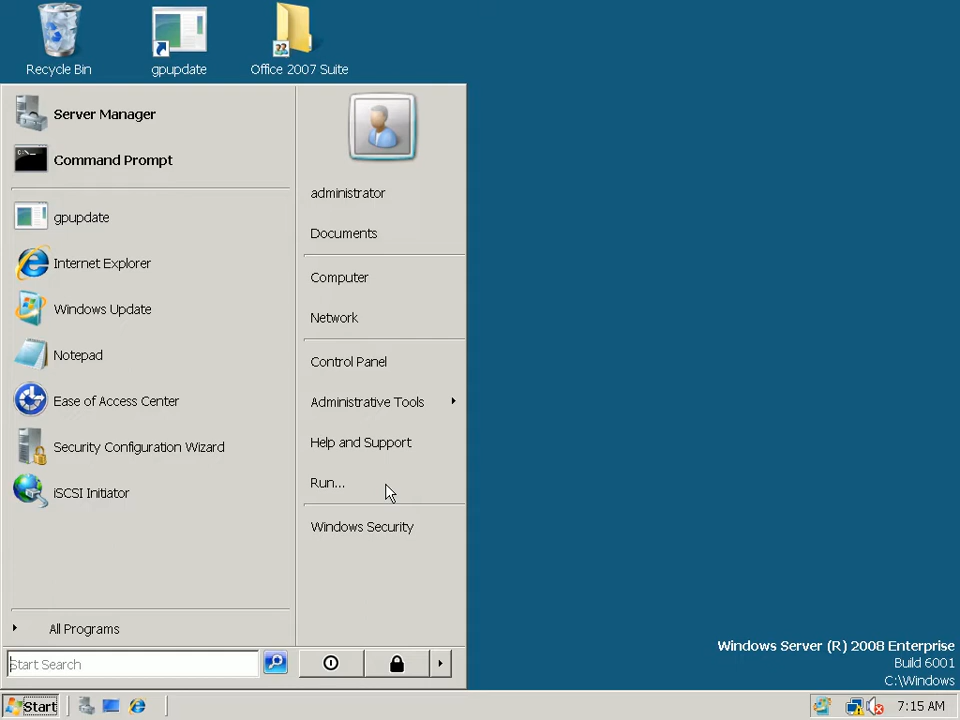 Recycle Bin
gpupdate
Office 2007 Suite
Server Manager
Command Prompt
gpupdate
Internet Explorer
Windows Update
Notepad
Ease of Access Center
Security Configuration Wizard
iSCSI Initiator
All Programs
Start Search
administrator
Documents
Computer
Network
Control Panel
Administrative Tools
Help and Support
Run...
Windows Security
Windows Server (R) 2008 Enterprise
Build 6001
C:\Windows
Start
7:15 AM